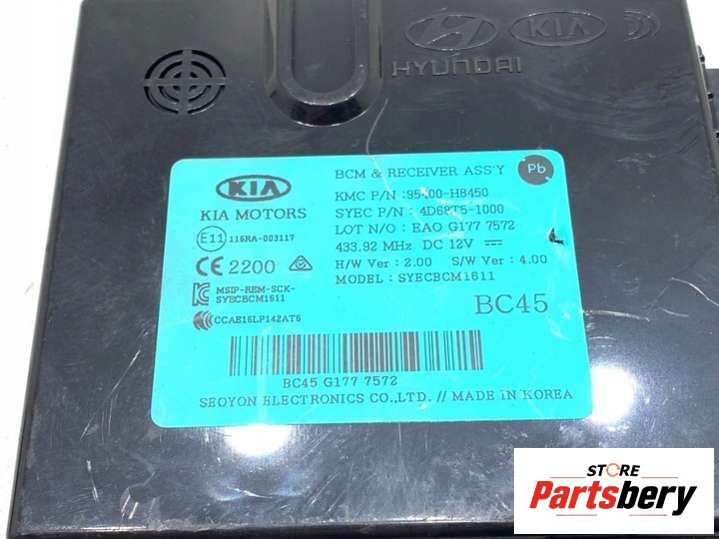 HYUNDAI
KIA
KIA
KIA MOTORS
E11 116RA-003117
CE 2200
MSIP-REM-SCK-
SYECBCM1611
CCAE16LP142AT6
BCM & RECEIVER ASS'Y
Pb
KMC P/N :95400-H8450
SYEC P/N : 4D68T5-1000
LOT N/O : EAO G177 7572
433.92 MHz DC 12V
H/W Ver : 2.00 S/W Ver : 4.00
MODEL : SYECBCM1611
BC45
BC45 G177 7572
SEOYON ELECTRONICS CO.,LTD. // MADE IN KOREA
STORE
Partsbery